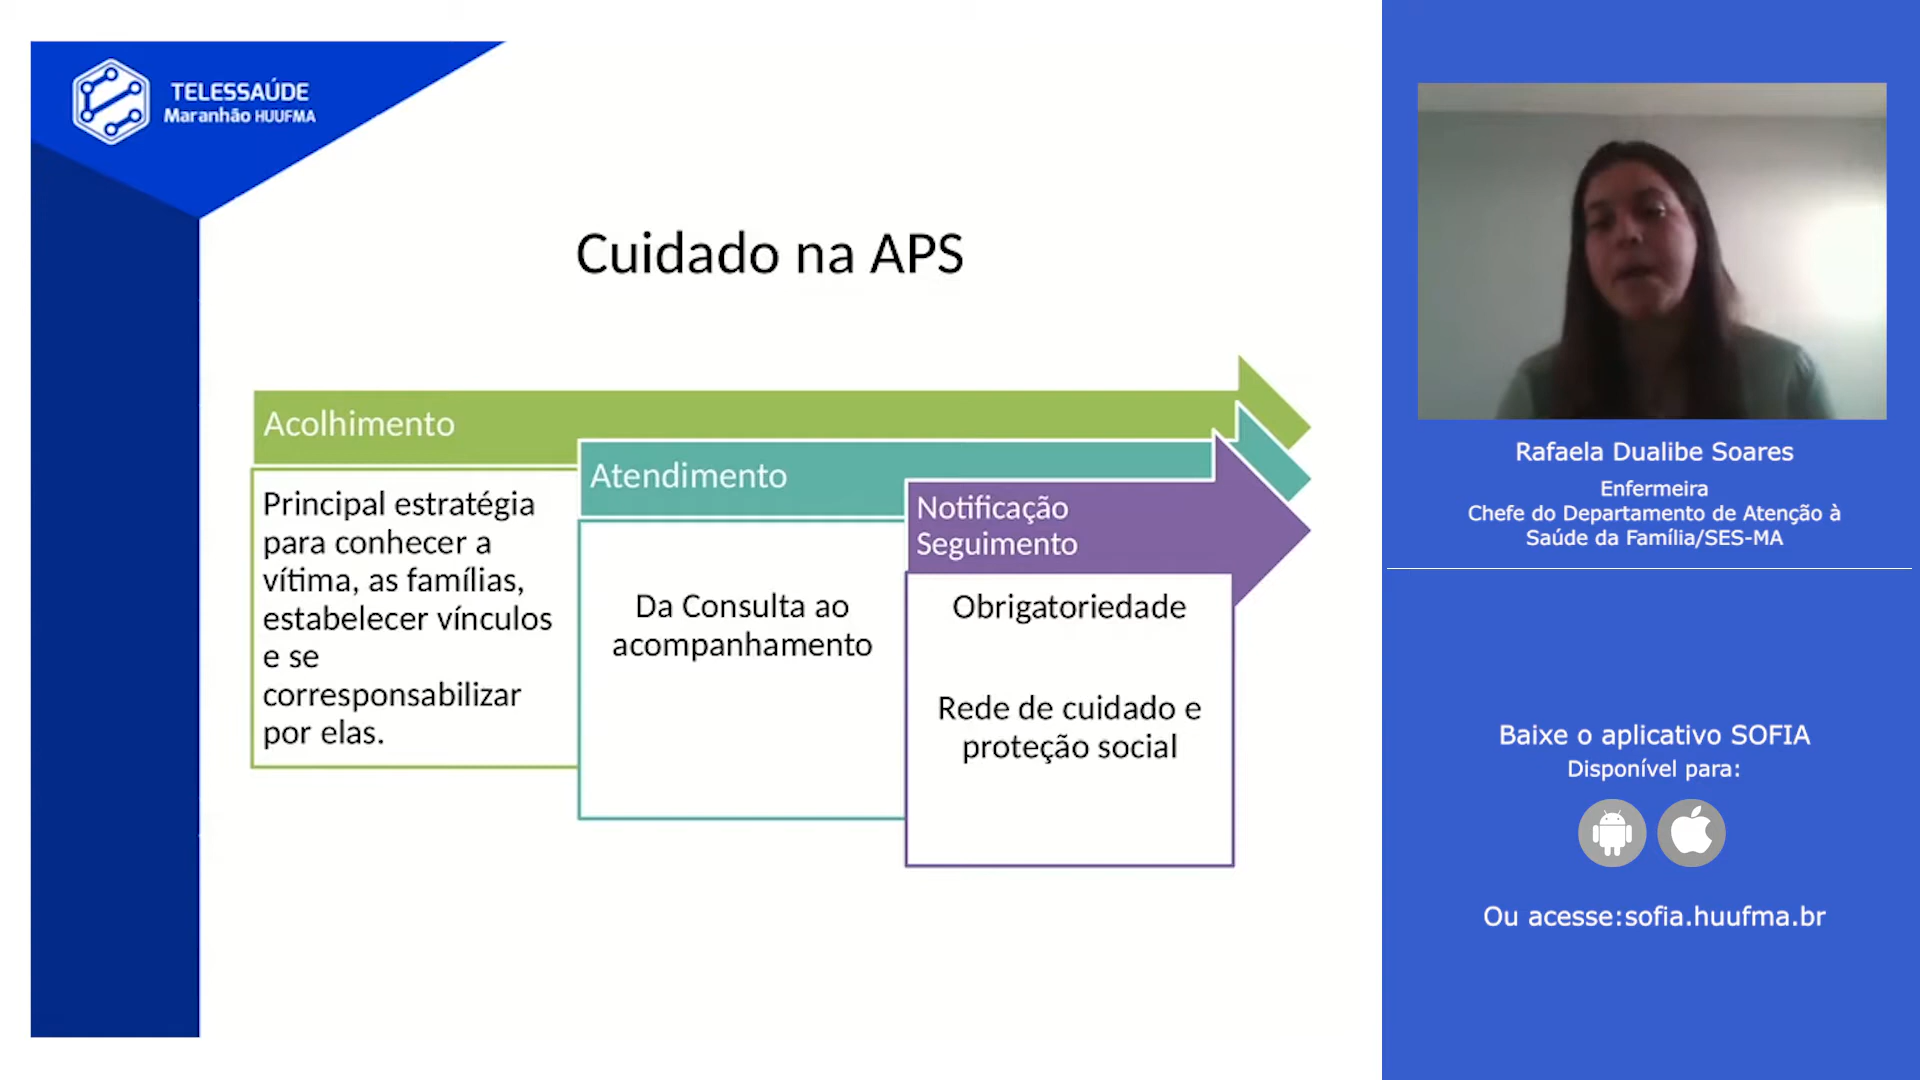 TELESSAÚDE
Maranhão HUUFMA
Cuidado na APS
Acolhimento
Principal estratégia
para conhecer a
vítima, as famílias,
estabelecer vínculos
e se
corresponsabilizar
por elas.
Atendimento
Da Consulta ao
acompanhamento
Notificação
Seguimento
Obrigatoriedade
Rede de cuidado e
proteção social
Rafaela Dualibe Soares
Enfermeira
Chefe do Departamento de Atenção à
Saúde da Família/SES-MA
Baixe o aplicativo SOFIA
Disponível para:
Ou acesse:sofia.huufma.br